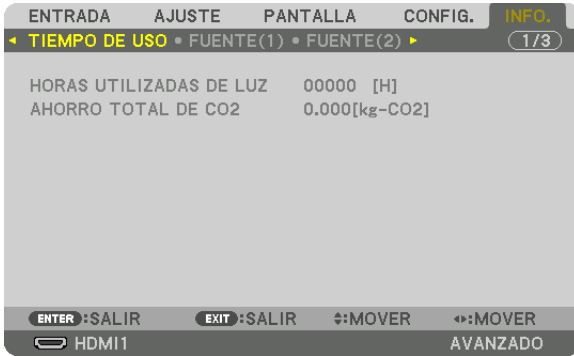 ENTRADA AJUSTE PANTALLA CONFIG. INFO.
TIEMPO DE USO • FUENTE(1) • FUENTE(2) 1/3
HORAS UTILIZADAS DE LUZ 00000 [H]
AHORRO TOTAL DE CO2 0.000[kg-CO2]
ENTER :SALIR EXIT :SALIR :MOVER :MOVER
HDMI1 AVANZADO